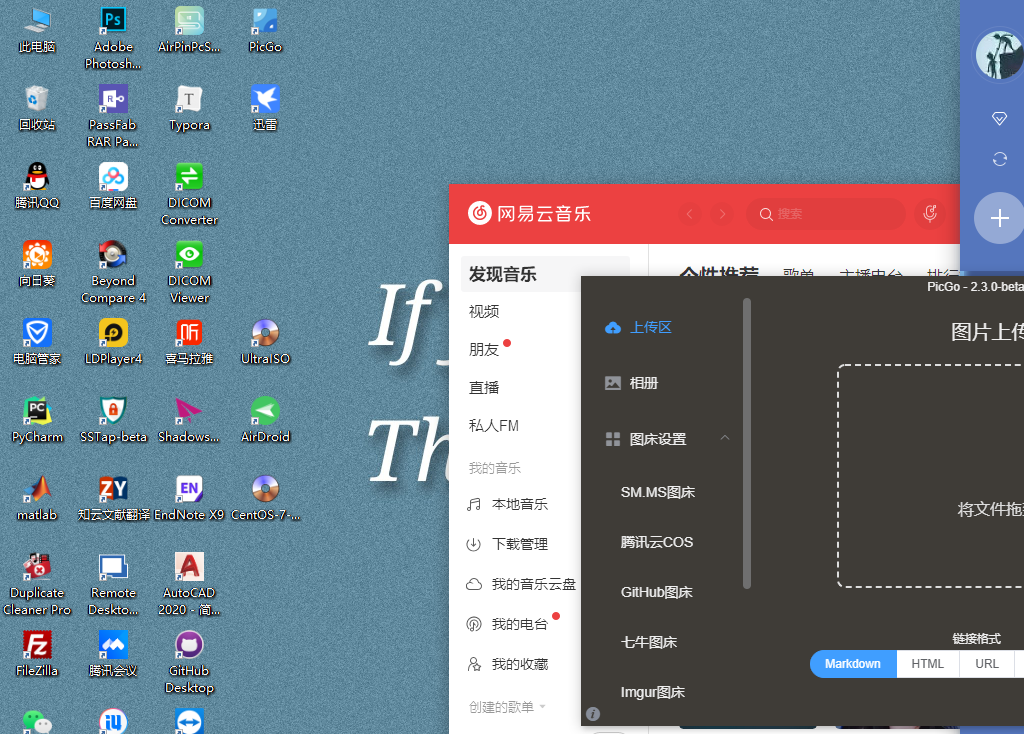 此电脑
Adobe
Photosh...
AirPinPcS...
PicGo
回收站
PassFab
RAR Pa...
Typora
迅雷
腾讯QQ
百度网盘
DICOM
Converter
向日葵
Beyond
Compare 4
DICOM
Viewer
电脑管家
LDPlayer4
喜马拉雅
UltraISO
PyCharm
SSTap-beta
Shadows...
AirDroid
matlab
知云文献翻译
EndNote X9
CentOS-7-...
Duplicate
Cleaner Pro
Remote
Deskto...
AutoCAD
2020 - 简...
FileZilla
腾讯会议
GitHub
Desktop
If
Th
网易云音乐
搜索
发现音乐
个性推荐
歌单
主播电台
排行
视频
朋友
直播
私人FM
我的音乐
本地音乐
下载管理
我的音乐云盘
我的电台
我的收藏
创建的歌单
PicGo - 2.3.0-beta
上传区
相册
图床设置
SM.MS图床
腾讯云COS
GitHub图床
七牛图床
Imgur图床
图片上传
将文件拖
链接格式
Markdown
HTML
URL